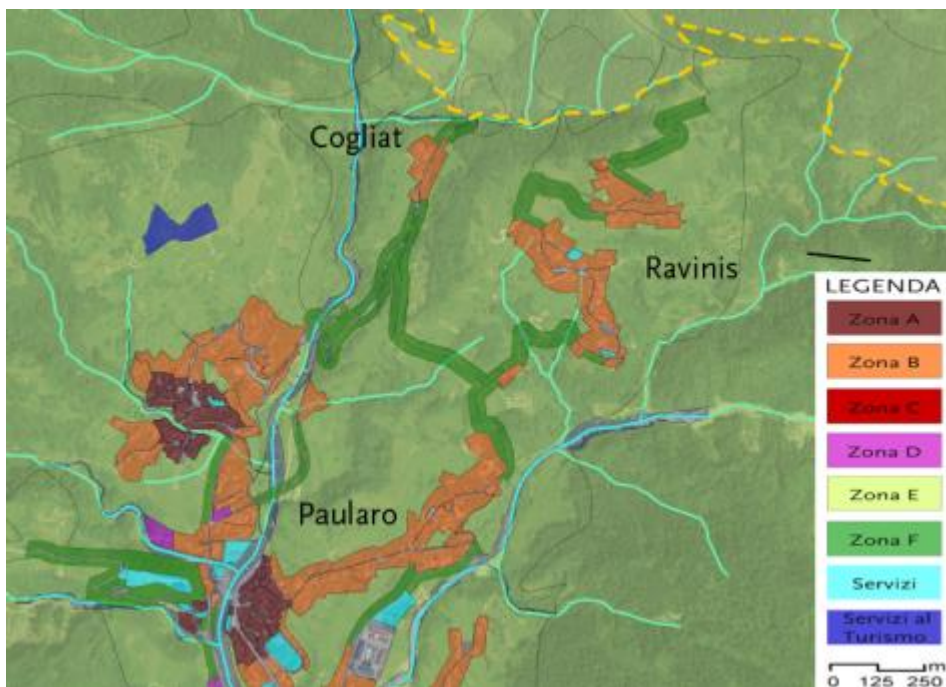 Cogliat
Ravinis
Paularo
LEGENDA
Zona A
Zona B
Zona C
Zona D
Zona E
Zona F
Servizi
Servizi al
Turismo
m
0 125 250